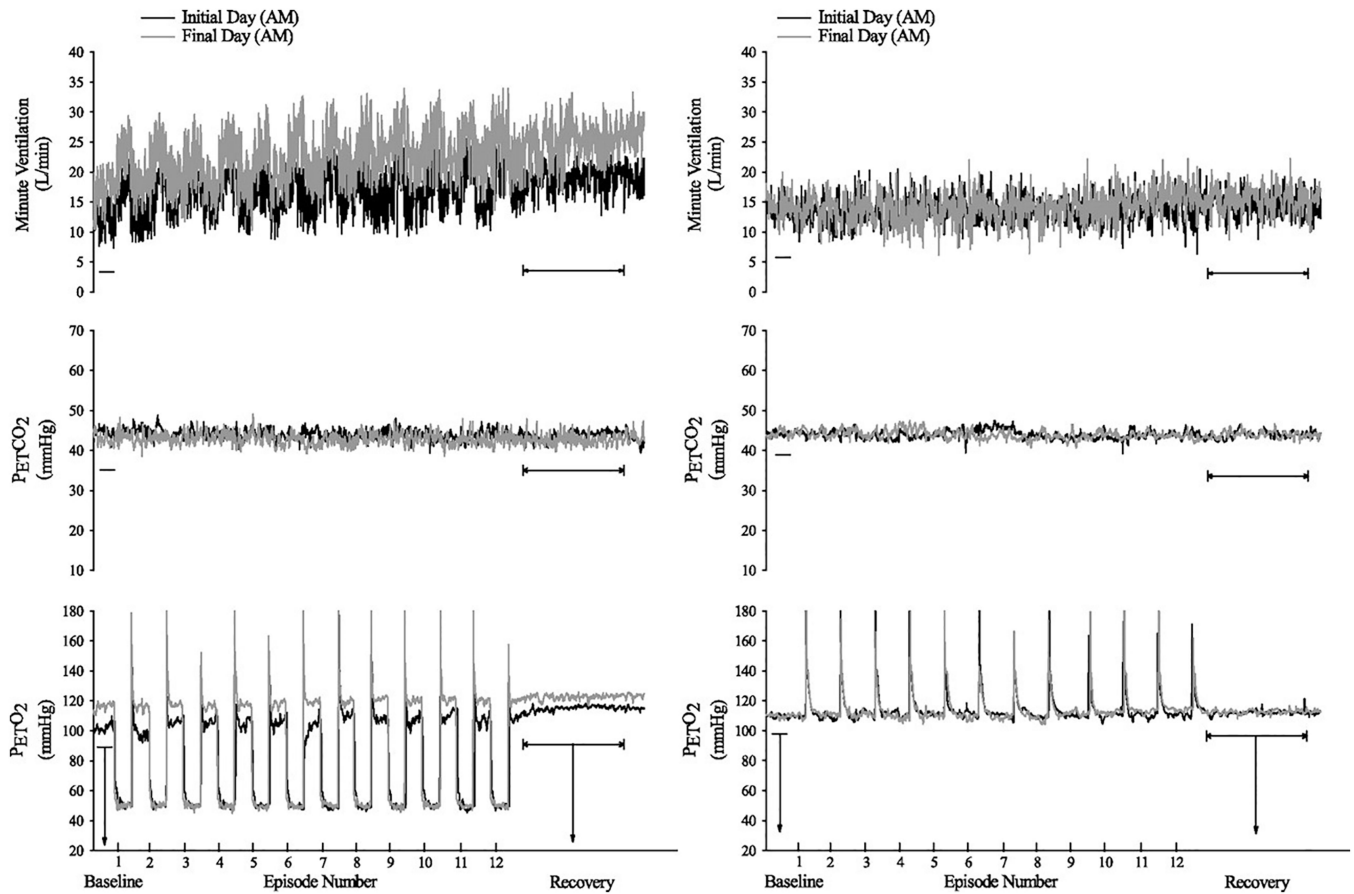 Initial Day (AM)
Final Day (AM)
Minute Ventilation
(L/min)
40
35
30
25
20
15
10
5
0
PETCO2
(mmHg)
70
60
50
40
30
20
10
PETO2
(mmHg)
180
160
140
120
100
80
60
40
20
1 2 3 4 5 6 7 8 9 10 11 12
Baseline Episode Number Recovery
Initial Day (AM)
Final Day (AM)
Minute Ventilation
(L/min)
40
35
30
25
20
15
10
5
0
PETCO2
(mmHg)
70
60
50
40
30
20
10
PETO2
(mmHg)
180
160
140
120
100
80
60
40
20
1 2 3 4 5 6 7 8 9 10 11 12
Baseline Episode Number Recovery